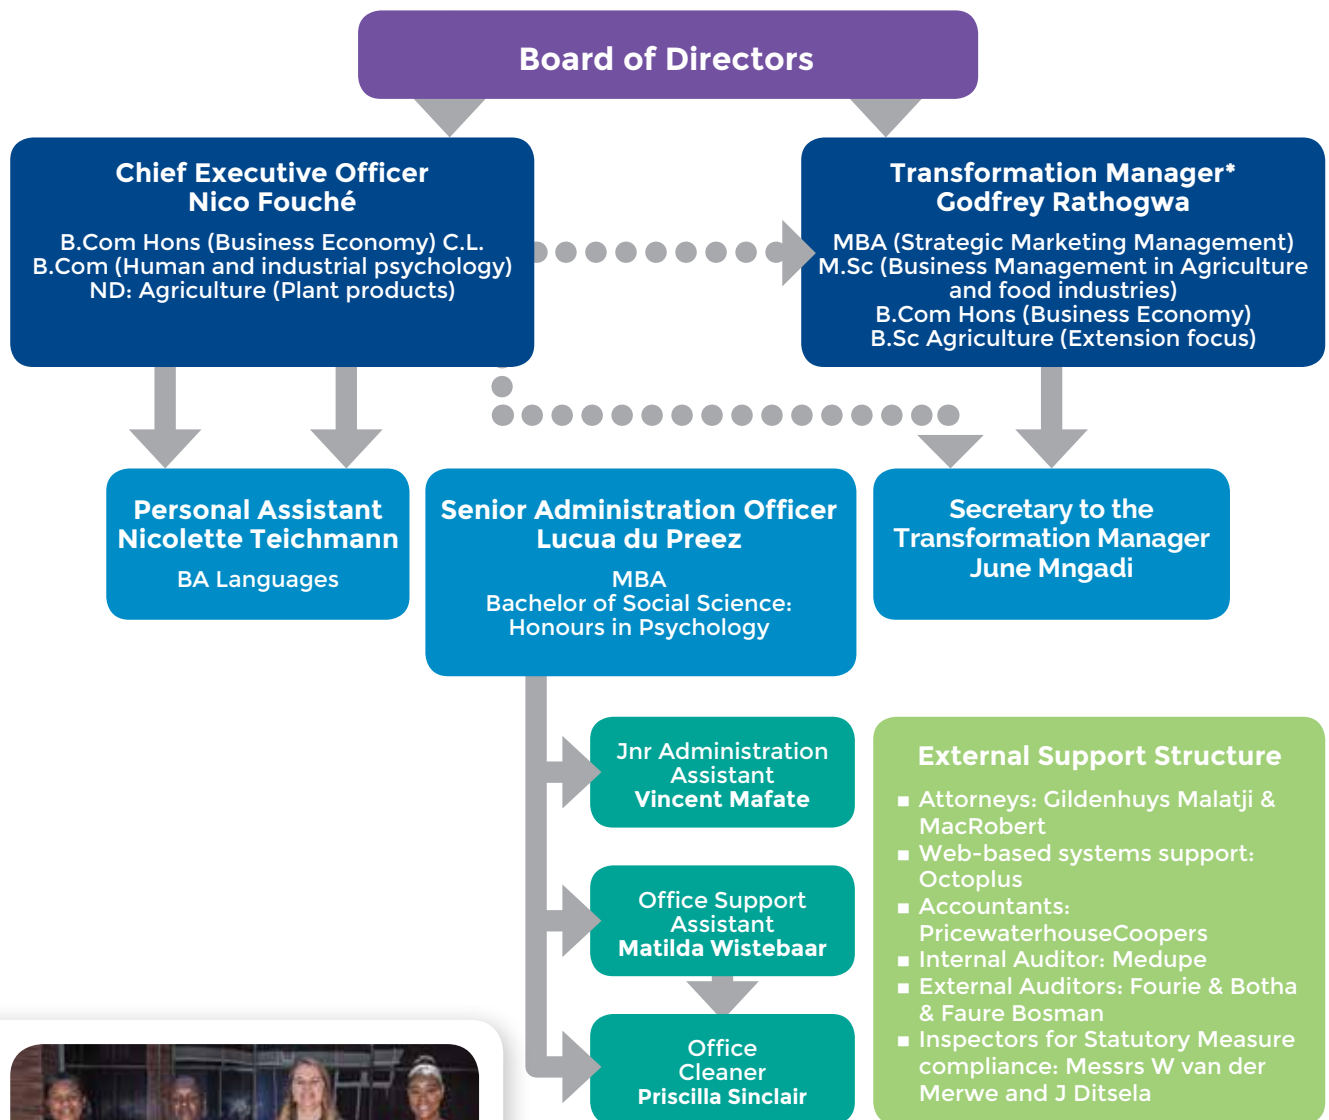 Board of Directors
Chief Executive Officer
Nico Fouché
B.Com Hons (Business Economy) C.L.
B.Com (Human and industrial psychology)
ND: Agriculture (Plant products)
Transformation Manager*
Godfrey Rathogwa
MBA (Strategic Marketing Management)
M.Sc (Business Management in Agriculture
and food industries)
B.Com Hons (Business Economy)
B.Sc Agriculture (Extension focus)
Personal Assistant
Nicolette Teichmann
BA Languages
Senior Administration Officer
Lucua du Preez
MBA
Bachelor of Social Science:
Honours in Psychology
Secretary to the
Transformation Manager
June Mngadi
Jnr Administration
Assistant
Vincent Mafate
Office Support
Assistant
Matilda Wistebaar
Office
Cleaner
Priscilla Sinclair
External Support Structure
▪ Attorneys: Gildenhuys Malatji &
MacRobert
▪ Web-based systems support:
Octoplus
▪ Accountants:
PricewaterhouseCoopers
▪ Internal Auditor: Medupe
▪ External Auditors: Fourie & Botha
& Faure Bosman
▪ Inspectors for Statutory Measure
compliance: Messrs W van der
Merwe and J Ditsela